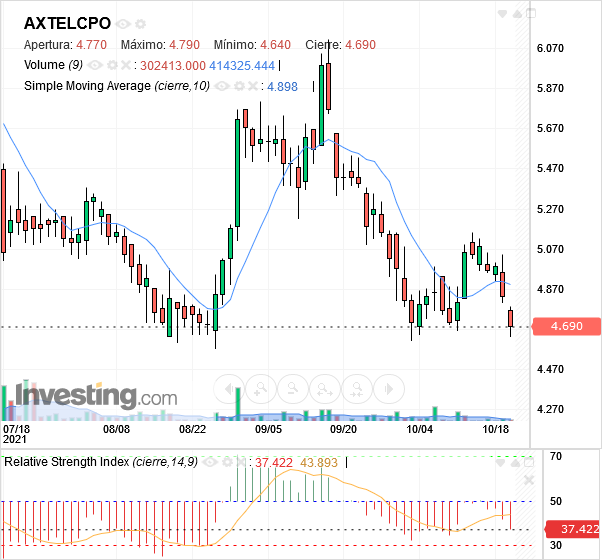 AXTELCPO
Apertura: 4.770 Máximo: 4.790 Mínimo: 4.640 Cierre: 4.690
Volume (9) : 302413.000 414325.444
Simple Moving Average (cierre,10) : 4.898
6.070
5.870
5.670
5.470
5.270
5.070
4.870
4.690
4.470
4.270
Investing.com
07/18 08/08 08/22 09/05 09/20 10/04 10/18
2021
Relative Strength Index (cierre,14,9) : 37.422 43.893
70
50
37.422
30